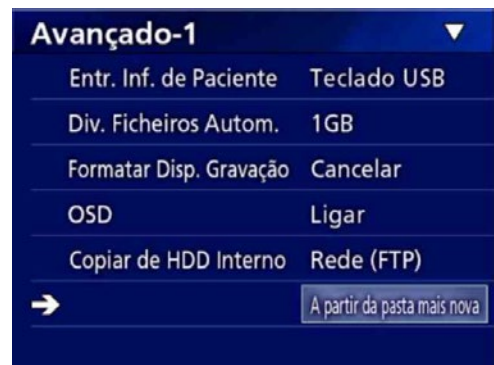 Avançado-1
Entr. Inf. de Paciente Teclado USB
Div. Ficheiros Autom. 1GB
Formatar Disp. Gravação Cancelar
OSD Ligar
Copiar de HDD Interno Rede (FTP)
A partir da pasta mais nova